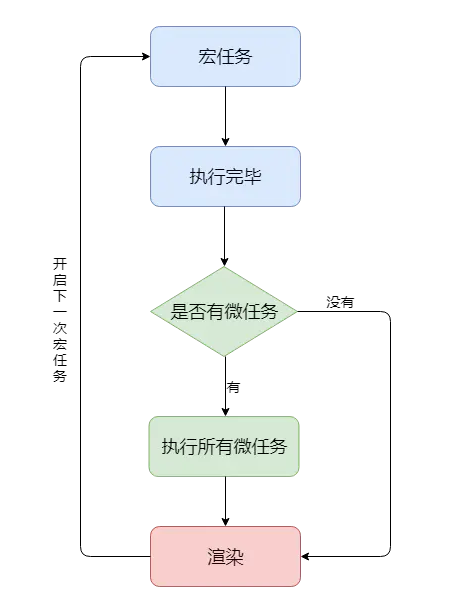 宏任务
执行完毕
是否有微任务
没有
有
执行所有微任务
渲染
开启下一次宏任务